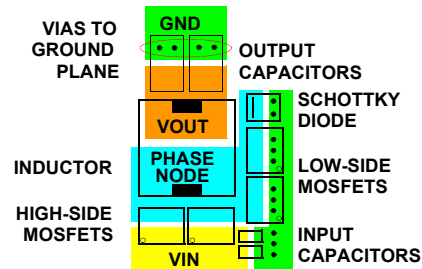 VIAS TO
GROUND
PLANE
GND
OUTPUT
CAPACITORS
SCHOTTKY
DIODE
VOUT
INDUCTOR
PHASE
NODE
LOW-SIDE
MOSFETS
HIGH-SIDE
MOSFETS
VIN
INPUT
CAPACITORS